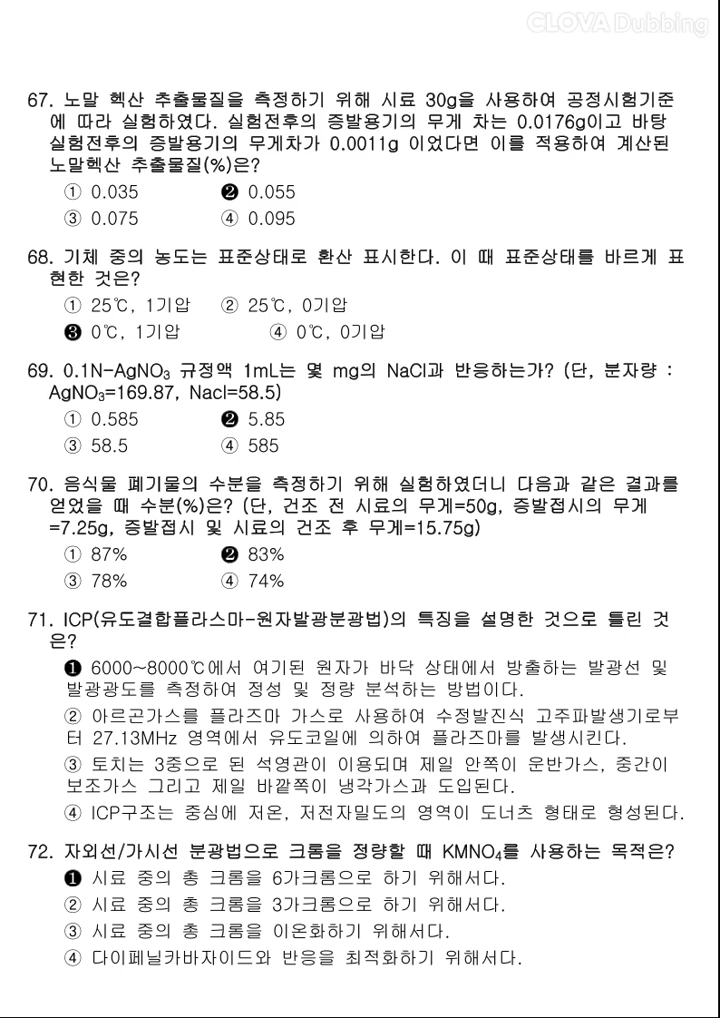 CLOVA Dubbing
67. 노말 헥산 추출물질을 측정하기 위해 시료 30g을 사용하여 공정시험기준
에 따라 실험하였다. 실험전후의 증발용기의 무게 차는 0.0176g이고 바탕
실험전후의 증발용기의 무게차가 0.0011g 이었다면 이를 적용하여 계산된
노말헥산 추출물질(%)은?
① 0.035 ❷ 0.055
③ 0.075 ④ 0.095
68. 기체 중의 농도는 표준상태로 환산 표시한다. 이 때 표준상태를 바르게 표
현한 것은?
① 25℃, 1기압 ② 25℃, 0기압
❸ 0℃, 1기압 ④ 0℃, 0기압
69. 0.1N-AgNO₃ 규정액 1mL는 몇 mg의 NaCl과 반응하는가? (단, 분자량 :
AgNO₃=169.87, Nacl=58.5)
① 0.585 ❷ 5.85
③ 58.5 ④ 585
70. 음식물 폐기물의 수분을 측정하기 위해 실험하였더니 다음과 같은 결과를
얻었을 때 수분(%)은? (단, 건조 전 시료의 무게=50g, 증발접시의 무게
=7.25g, 증발접시 및 시료의 건조 후 무게=15.75g)
① 87% ❷ 83%
③ 78% ④ 74%
71. ICP(유도결합플라스마-원자발광분광법)의 특징을 설명한 것으로 틀린 것
은?
❶ 6000~8000℃에서 여기된 원자가 바닥 상태에서 방출하는 발광선 및
발광광도를 측정하여 정성 및 정량 분석하는 방법이다.
② 아르곤가스를 플라즈마 가스로 사용하여 수정발진식 고주파발생기로부
터 27.13MHz 영역에서 유도코일에 의하여 플라즈마를 발생시킨다.
③ 토치는 3중으로 된 석영관이 이용되며 제일 안쪽이 운반가스, 중간이
보조가스 그리고 제일 바깥쪽이 냉각가스과 도입된다.
④ ICP구조는 중심에 저온, 저전자밀도의 영역이 도너츠 형태로 형성된다.
72. 자외선/가시선 분광법으로 크롬을 정량할 때 KMNO₄를 사용하는 목적은?
❶ 시료 중의 총 크롬을 6가크롬으로 하기 위해서다.
② 시료 중의 총 크롬을 3가크롬으로 하기 위해서다.
③ 시료 중의 총 크롬을 이온화하기 위해서다.
④ 다이페닐카바자이드와 반응을 최적화하기 위해서다.